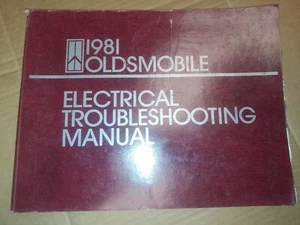 1981
OLDSMOBILE
ELECTRICAL
TROUBLESHOOTING
MANUAL